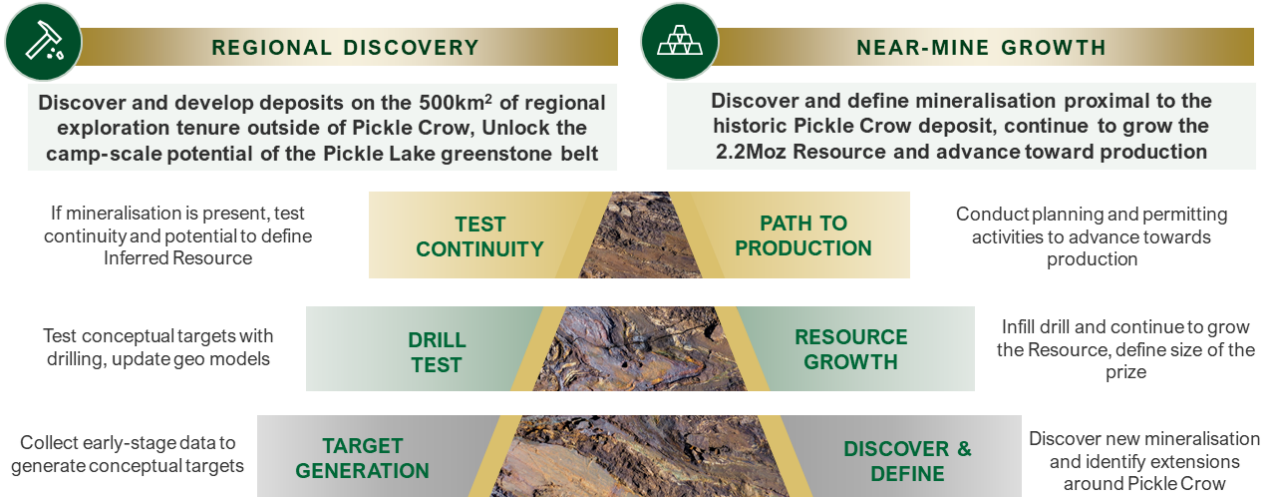 REGIONAL DISCOVERY
Discover and develop deposits on the 500km² of regional
exploration tenure outside of Pickle Crow, Unlock the
camp-scale potential of the Pickle Lake greenstone belt
NEAR-MINE GROWTH
Discover and define mineralisation proximal to the
historic Pickle Crow deposit, continue to grow the
2.2Moz Resource and advance toward production
If mineralisation is present, test
continuity and potential to define
Inferred Resource
TEST
CONTINUITY
PATH TO
PRODUCTION
Conduct planning and permitting
activities to advance towards
production
Test conceptual targets with
drilling, update geo models
DRILL
TEST
RESOURCE
GROWTH
Infill drill and continue to grow
the Resource, define size of the
prize
Collect early-stage data to
generate conceptual targets
TARGET
GENERATION
DISCOVER &
DEFINE
Discover new mineralisation
and identify extensions
around Pickle Crow